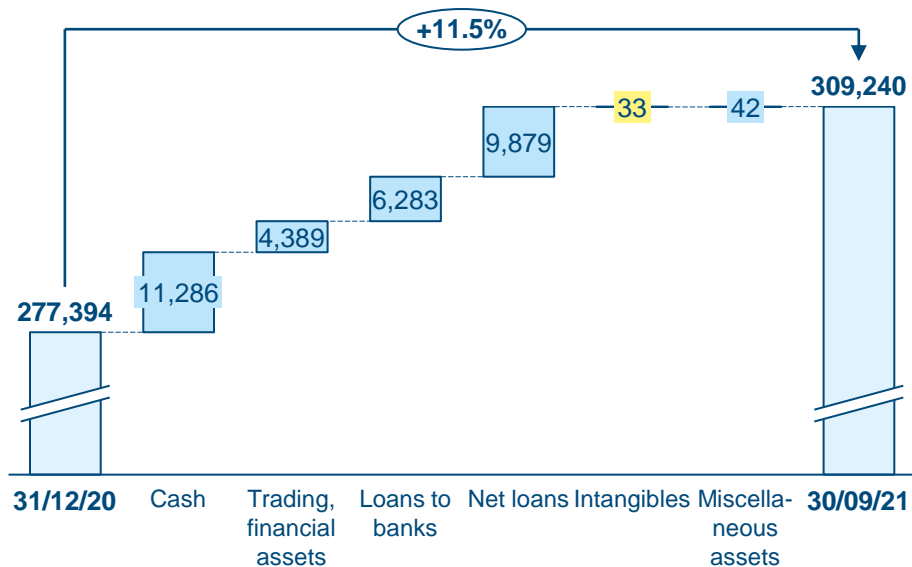 +11.5%
309,240
33
42
9,879
6,283
4,389
11,286
277,394
31/12/20
Cash
Trading,
financial
assets
Loans to
banks
Net loans
Intangibles
Miscella-
neous
assets
30/09/21